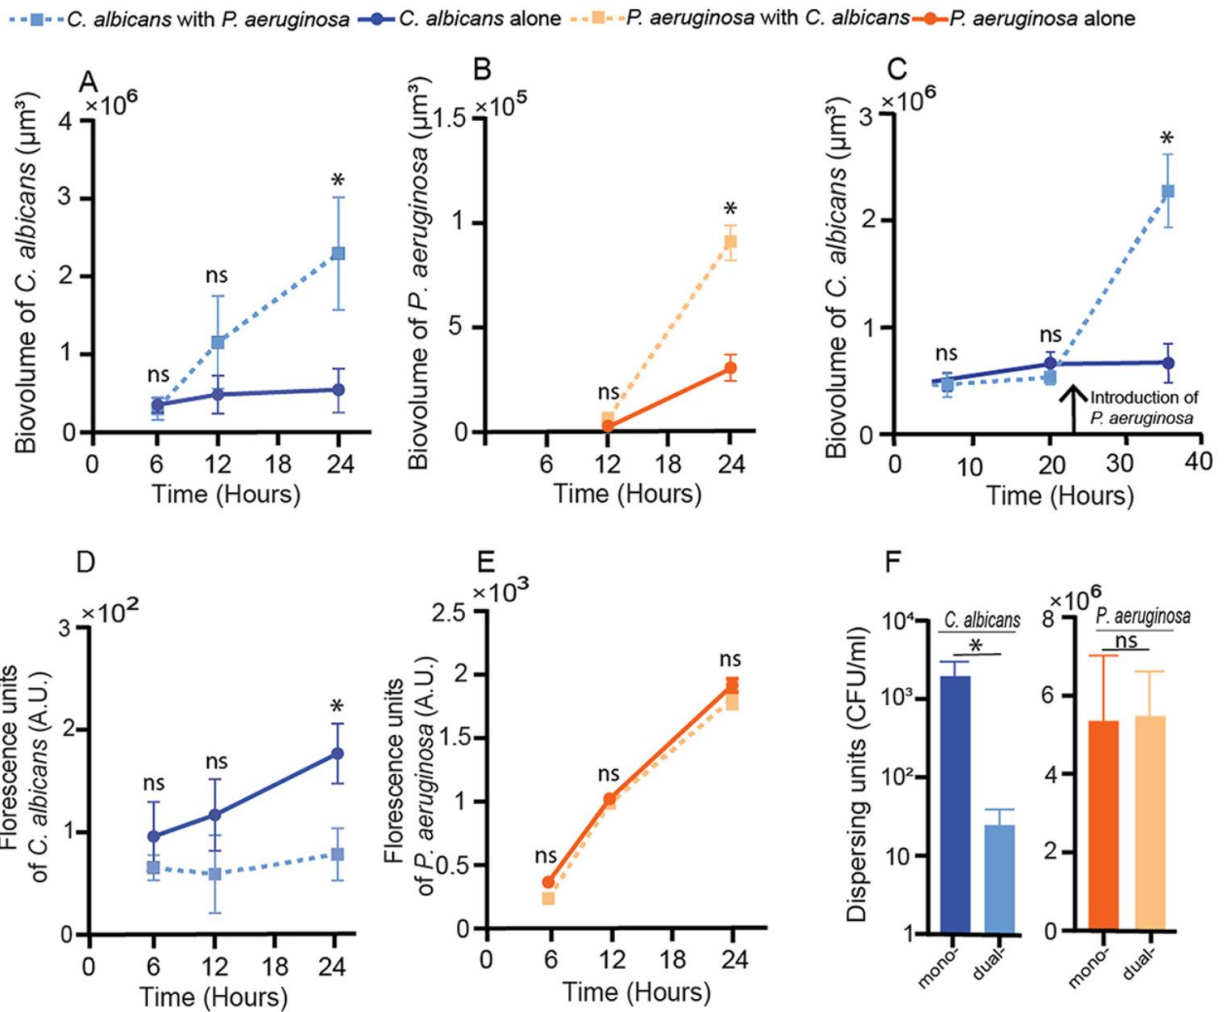 C. albicans with P. aeruginosa C. albicans alone P. aeruginosa with C. albicans P. aeruginosa alone
A
×10⁶
Biovolume of C. albicans (µm³)
4
3
2
1
0
ns
ns
*
0 6 12 18 24
Time (Hours)
B
×10⁵
Biovolume of P. aeruginosa (µm³)
1.5
1
5
0
ns
*
6 12 18 24
Time (Hours)
C
×10⁶
Biovolume of C. albicans (µm³)
3
2
1
0
ns
ns
*
Introduction of
P. aeruginosa
0 10 20 30 40
Time (Hours)
D
×10²
Florescence units
of C. albicans (A.U.)
3
2
1
0
ns
ns
*
0 6 12 18 24
Time (Hours)
E
×10³
Florescence units
of P. aeruginosa (A.U.)
2.5
2
1.5
1
0.5
0
ns
ns
ns
0 6 12 18 24
Time (Hours)
F
Dispersing units (CFU/ml)
10⁴
10³
10²
10
1
C. albicans
*
mono- dual-
×10⁶
8
6
4
2
0
P. aeruginosa
ns
mono- dual-